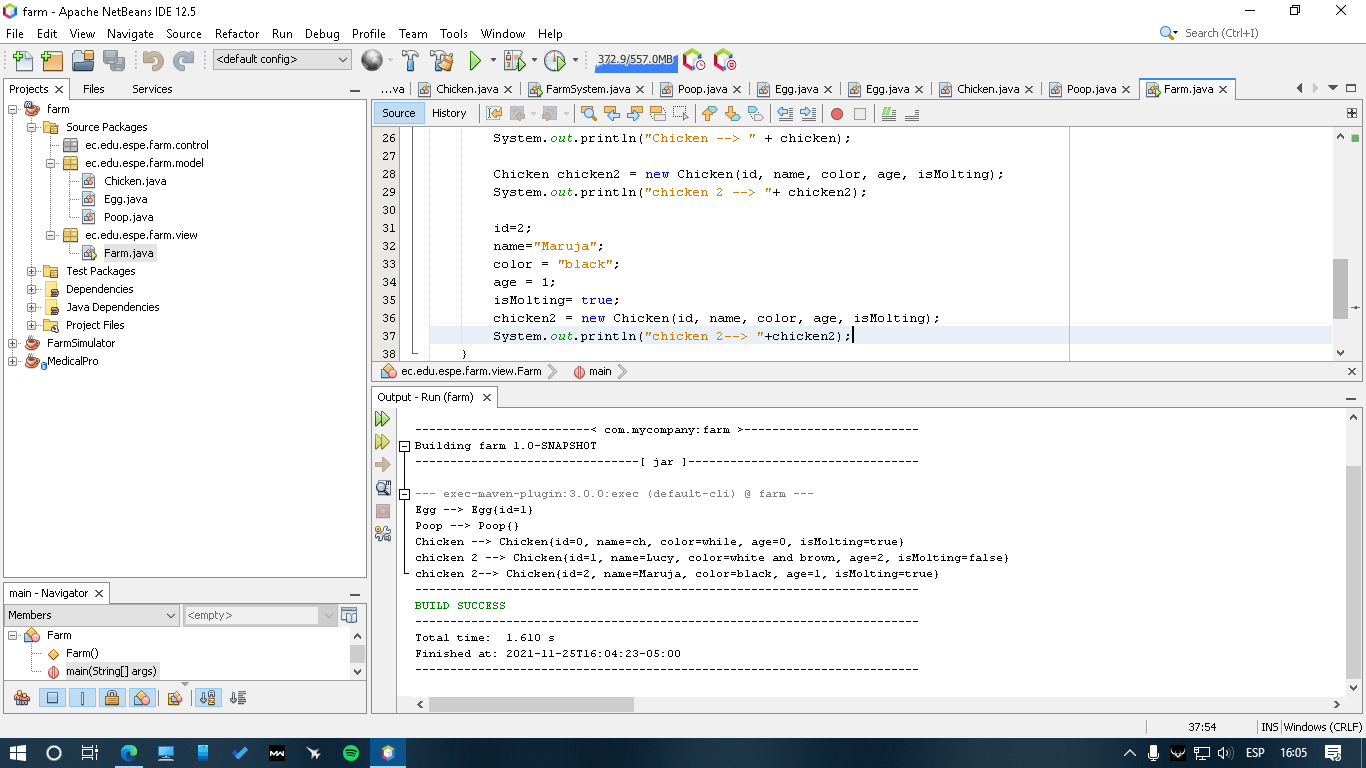 farm - Apache NetBeans IDE 12.5
File Edit View Navigate Source Refactor Run Debug Profile Team Tools Window Help
Search (Ctrl+I)
<default config>
372.9/557.0MB
Projects Files Services
farm
Source Packages
ec.edu.espe.farm.control
ec.edu.espe.farm.model
Chicken.java
Egg.java
Poop.java
ec.edu.espe.farm.view
Farm.java
Test Packages
Dependencies
Java Dependencies
Project Files
FarmSimulator
MedicalPro
main - Navigator
Members
<empty>
Farm
Farm()
main(String[] args)
...va Chicken.java FarmSystem.java Poop.java Egg.java Egg.java Chicken.java Poop.java Farm.java
Source History
26 System.out.println("Chicken --> " + chicken);
27
28 Chicken chicken2 = new Chicken(id, name, color, age, isMolting);
29 System.out.println("chicken 2 --> "+ chicken2);
30
31 id=2;
32 name="Maruja";
33 color = "black";
34 age = 1;
35 isMolting= true;
36 chicken2 = new Chicken(id, name, color, age, isMolting);
37 System.out.println("chicken 2--> "+chicken2);
38 }
ec.edu.espe.farm.view.Farm main
Output - Run (farm)
-------------------------< com.mycompany:farm >-------------------------
Building farm 1.0-SNAPSHOT
--------------------------------[ jar ]---------------------------------
--- exec-maven-plugin:3.0.0:exec (default-cli) @ farm ---
Egg --> Egg{id=1}
Poop --> Poop{}
Chicken --> Chicken{id=0, name=ch, color=while, age=0, isMolting=true}
chicken 2 --> Chicken{id=1, name=Lucy, color=white and brown, age=2, isMolting=false}
chicken 2--> Chicken{id=2, name=Maruja, color=black, age=1, isMolting=true}
------------------------------------------------------------------------
BUILD SUCCESS
------------------------------------------------------------------------
Total time:  1.610 s
Finished at: 2021-11-25T16:04:23-05:00
------------------------------------------------------------------------
37:54 INS Windows (CRLF)
ESP 16:05